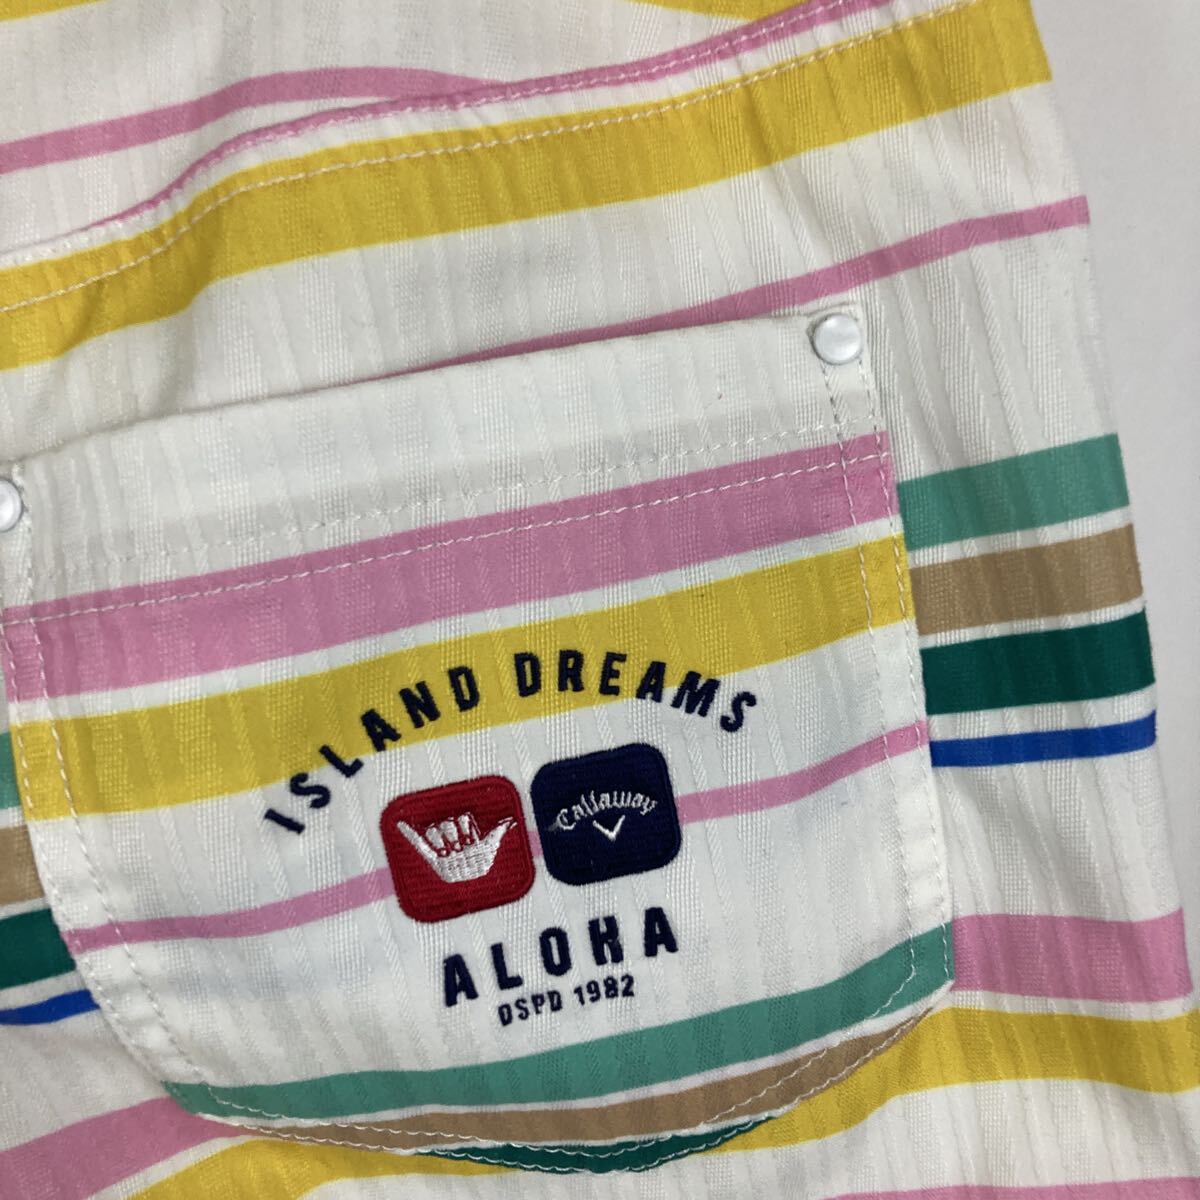 ISLAND DREAMS
Callaway
ALOHA
DSPD 1982